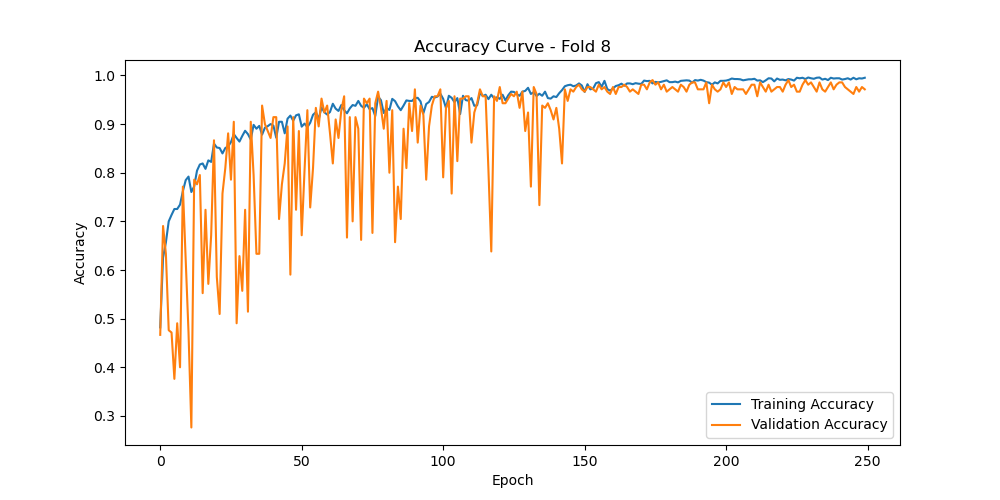 Accuracy Curve - Fold 8
1.0
0.9
0.8
0.7
0.6
0.5
0.4
0.3
Accuracy
0
50
100
150
200
250
Epoch
Training Accuracy
Validation Accuracy